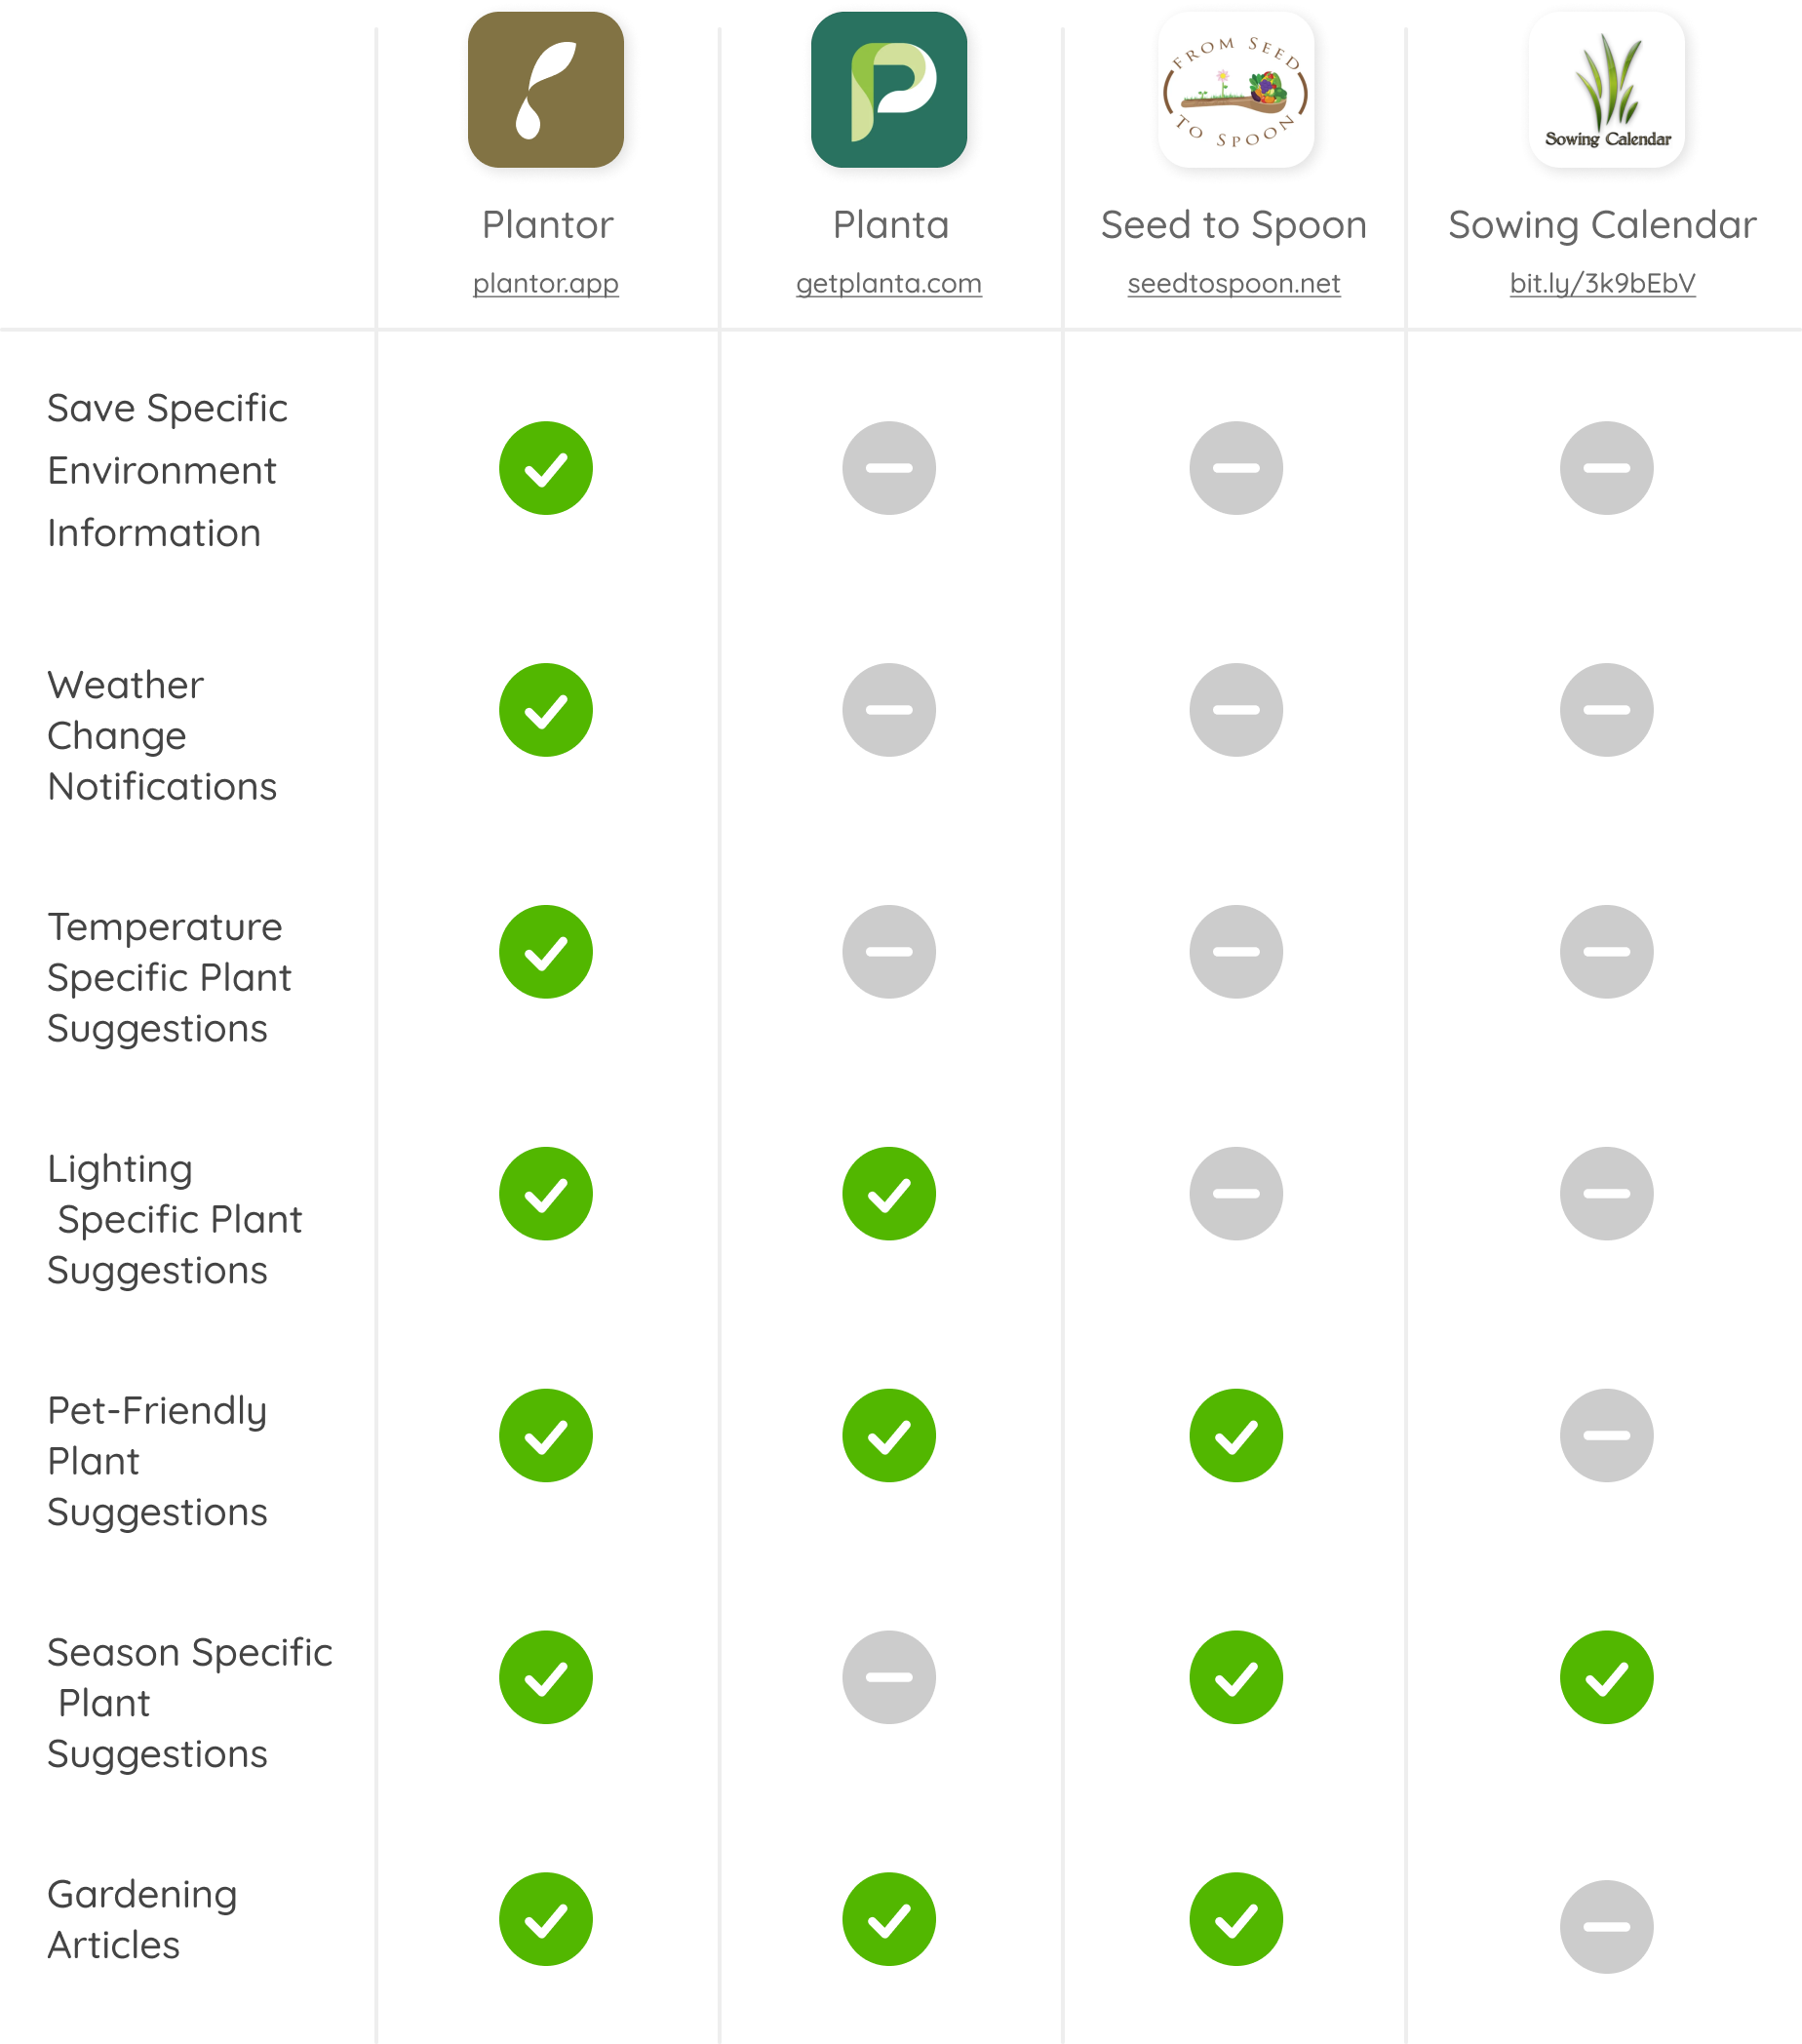 FROM SEED
TO SPOON
Sowing Calendar
Plantor
Planta
Seed to Spoon
Sowing Calendar
plantor.app
getplanta.com
seedtospoon.net
bit.ly/3k9bEbV
Save Specific
Environment
Information
Weather
Change
Notifications
Temperature
Specific Plant
Suggestions
Lighting
Specific Plant
Suggestions
Pet-Friendly
Plant
Suggestions
Season Specific
Plant
Suggestions
Gardening
Articles